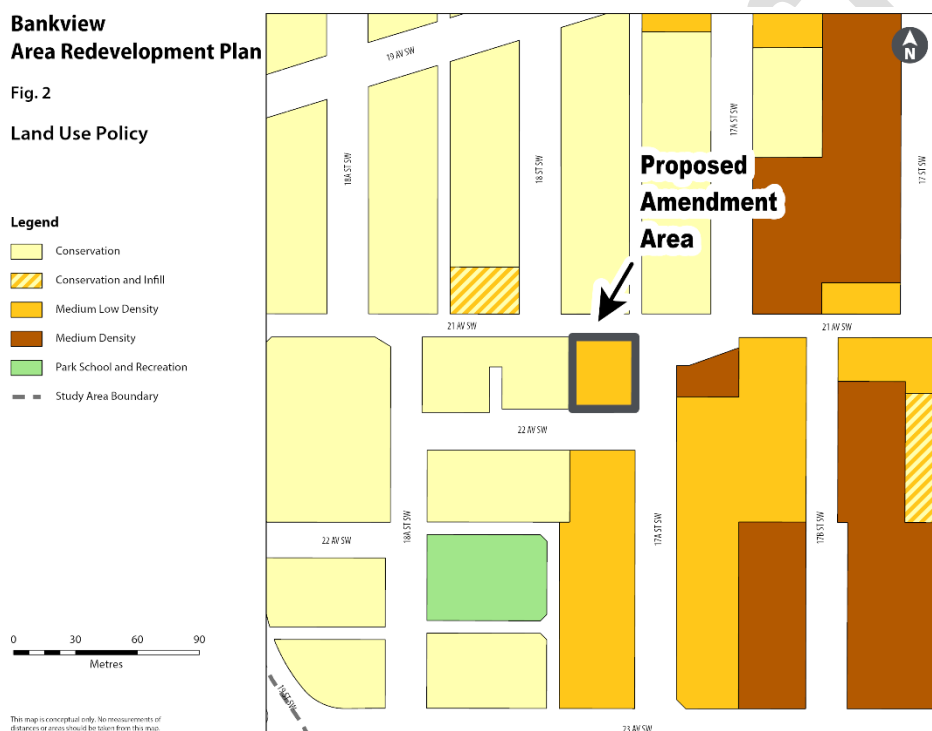 Bankview
Area Redevelopment Plan
Fig. 2
Land Use Policy
Legend
Conservation
Conservation and Infill
Medium Low Density
Medium Density
Park School and Recreation
Study Area Boundary
0 30 60 90
Metres
This map is conceptual only. No measurements of
distances or areas should be taken from this map.
N
19 AV SW
18A ST SW
18 ST SW
17A ST SW
17 ST SW
Proposed
Amendment
Area
21 AV SW
21 AV SW
22 AV SW
18A ST SW
17A ST SW
17B ST SW
22 AV SW
19 ST SW
23 AV SW